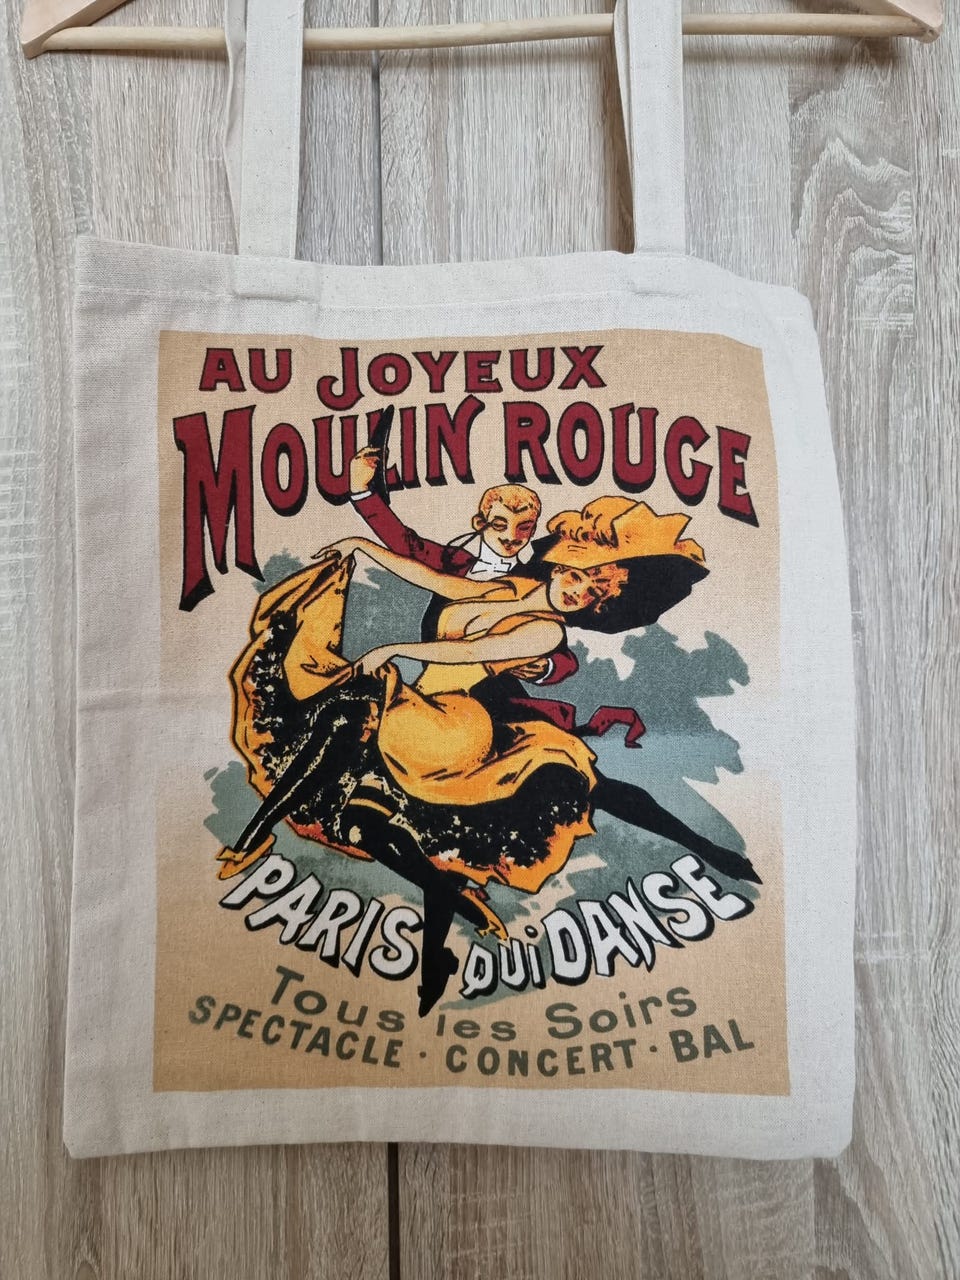 AU JOYEUX
MOULIN ROUGE
PARIS QUi DANSE
Tous les Soirs
SPECTACLE · CONCERT · BAL